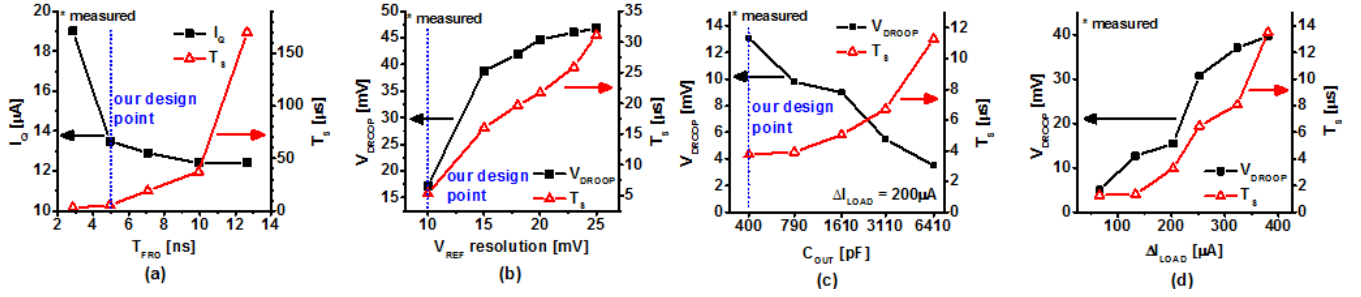 * measured
I_Q
T_S
our design
point
I_Q [µA]
20
19
18
16
14
12
10
150
100
50
0
T_S [µs]
2 4 6 8 10 12 14
T_FRO [ns]
(a)
* measured
V_DROOP [mV]
50
45
40
35
30
25
20
15
35
30
25
20
15
10
5
T_S [µs]
our design
point
V_DROOP
T_S
10 15 20 25
V_REF resolution [mV]
(b)
* measured
V_DROOP
T_S
our design
point
V_DROOP [mV]
14
12
10
8
6
4
2
0
12
10
8
6
4
2
0
T_S [µs]
ΔI_LOAD = 200µA
400 790 1610 3110 6410
C_OUT [pF]
(c)
* measured
V_DROOP [mV]
40
30
20
10
0
14
12
10
8
6
4
2
0
T_S [µs]
V_DROOP
T_S
100 200 300 400
ΔI_LOAD [µA]
(d)